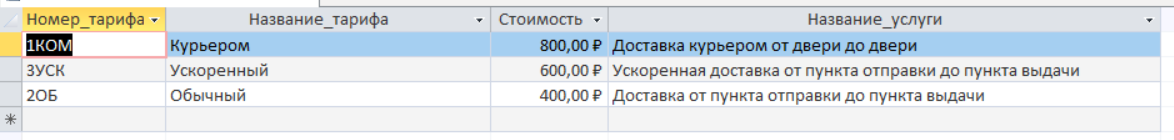 Номер_тарифа Название_тарифа Стоимость Название_услуги
1КОМ Курьером 800,00 ₽ Доставка курьером от двери до двери
3УСК Ускоренный 600,00 ₽ Ускоренная доставка от пункта отправки до пункта выдачи
2ОБ Обычный 400,00 ₽ Доставка от пункта отправки до пункта выдачи